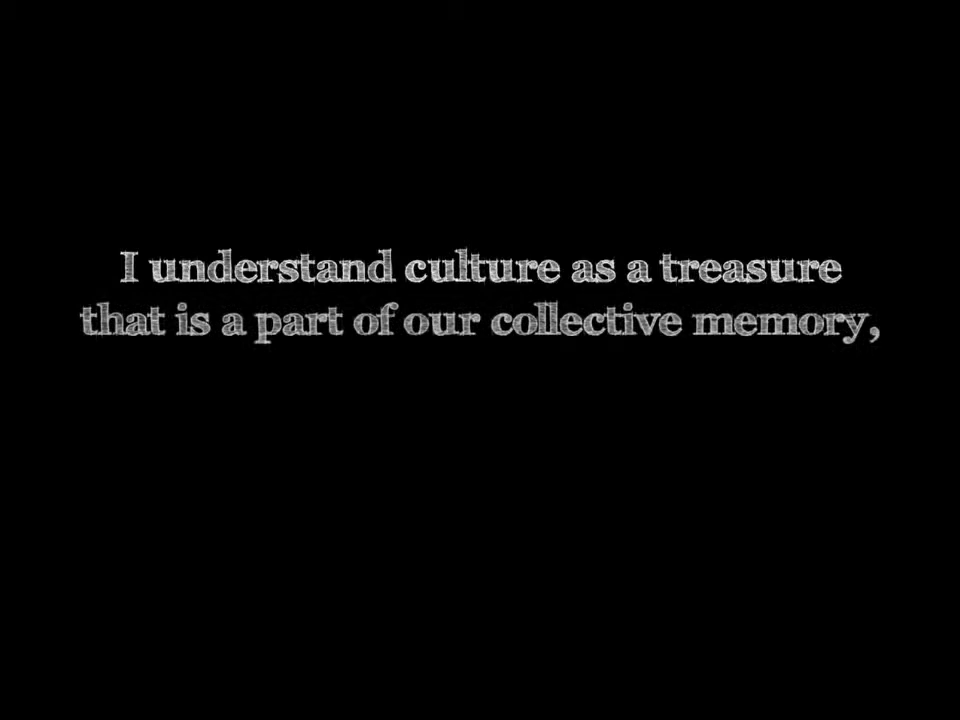 I understand culture as a treasure
that is a part of our collective memory,